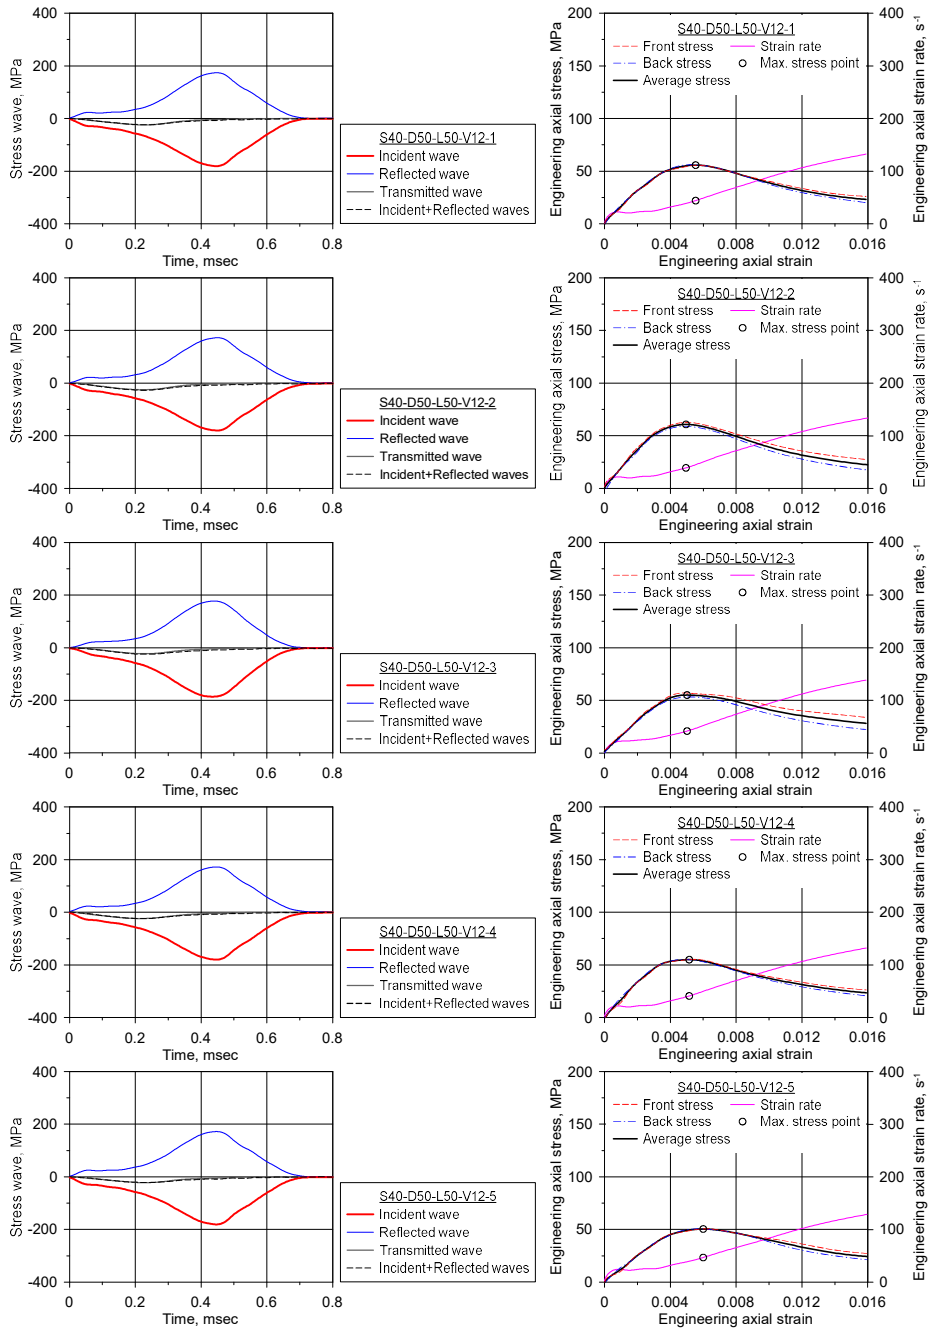 400
200
0
-200
-400
Stress wave, MPa
0 0.2 0.4 0.6 0.8
Time, msec
S40-D50-L50-V12-1
Incident wave
Reflected wave
Transmitted wave
Incident+Reflected waves
200
150
100
50
0
Engineering axial stress, MPa
S40-D50-L50-V12-1
Front stress Strain rate
Back stress Max. stress point
Average stress
400
300
200
100
0
Engineering axial strain rate, s-1
0 0.004 0.008 0.012 0.016
Engineering axial strain
400
200
0
-200
-400
Stress wave, MPa
0 0.2 0.4 0.6 0.8
Time, msec
S40-D50-L50-V12-2
Incident wave
Reflected wave
Transmitted wave
Incident+Reflected waves
200
150
100
50
0
Engineering axial stress, MPa
S40-D50-L50-V12-2
Front stress Strain rate
Back stress Max. stress point
Average stress
400
300
200
100
0
Engineering axial strain rate, s-1
0 0.004 0.008 0.012 0.016
Engineering axial strain
400
200
0
-200
-400
Stress wave, MPa
0 0.2 0.4 0.6 0.8
Time, msec
S40-D50-L50-V12-3
Incident wave
Reflected wave
Transmitted wave
Incident+Reflected waves
200
150
100
50
0
Engineering axial stress, MPa
S40-D50-L50-V12-3
Front stress Strain rate
Back stress Max. stress point
Average stress
400
300
200
100
0
Engineering axial strain rate, s-1
0 0.004 0.008 0.012 0.016
Engineering axial strain
400
200
0
-200
-400
Stress wave, MPa
0 0.2 0.4 0.6 0.8
Time, msec
S40-D50-L50-V12-4
Incident wave
Reflected wave
Transmitted wave
Incident+Reflected waves
200
150
100
50
0
Engineering axial stress, MPa
S40-D50-L50-V12-4
Front stress Strain rate
Back stress Max. stress point
Average stress
400
300
200
100
0
Engineering axial strain rate, s-1
0 0.004 0.008 0.012 0.016
Engineering axial strain
400
200
0
-200
-400
Stress wave, MPa
0 0.2 0.4 0.6 0.8
Time, msec
S40-D50-L50-V12-5
Incident wave
Reflected wave
Transmitted wave
Incident+Reflected waves
200
150
100
50
0
Engineering axial stress, MPa
S40-D50-L50-V12-5
Front stress Strain rate
Back stress Max. stress point
Average stress
400
300
200
100
0
Engineering axial strain rate, s-1
0 0.004 0.008 0.012 0.016
Engineering axial strain